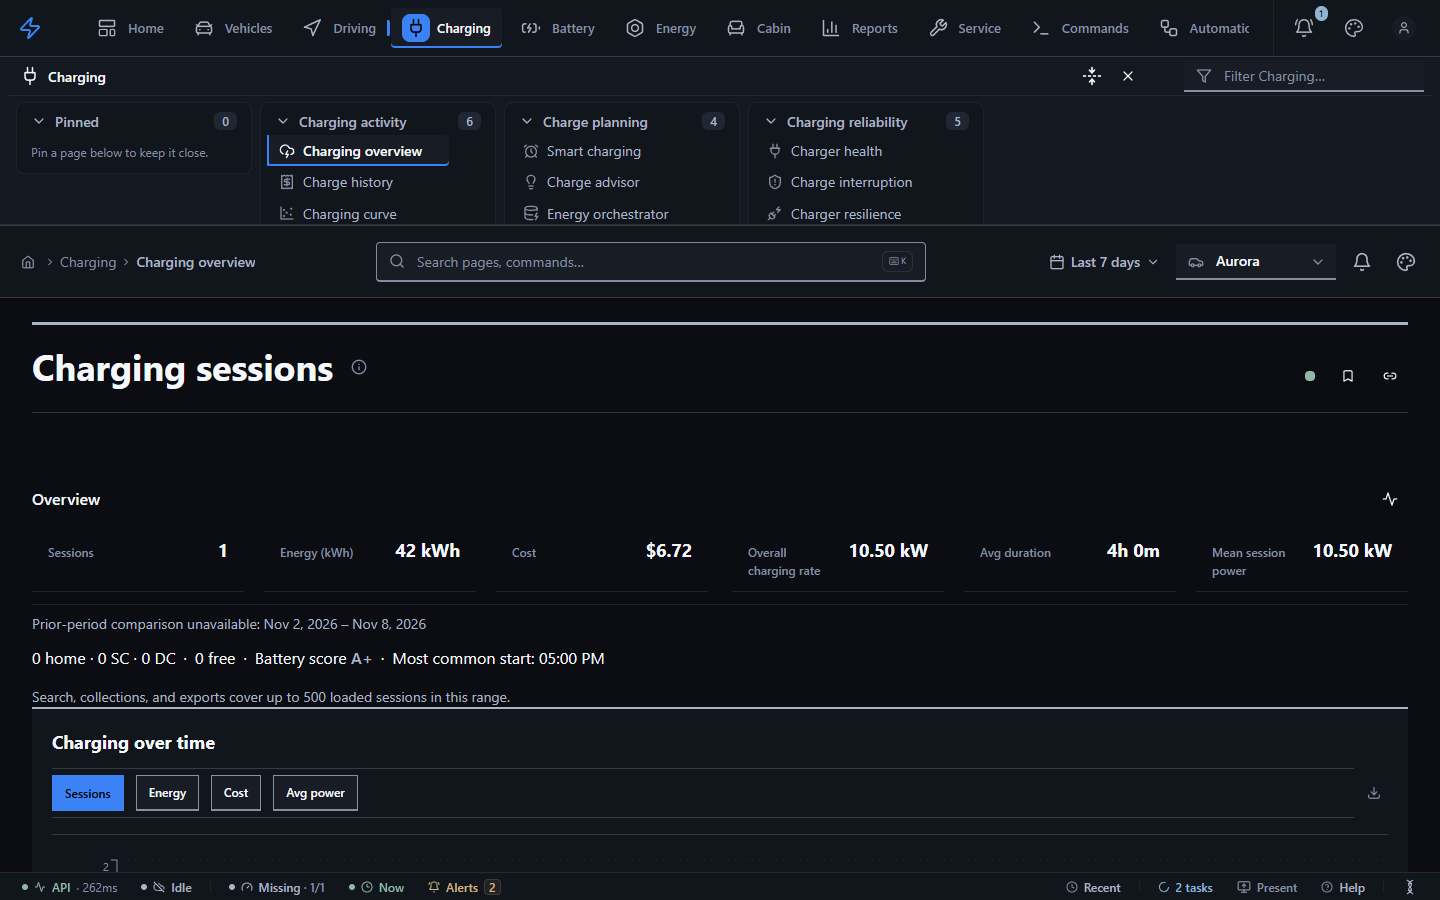 Home Vehicles Driving Charging Battery Energy Cabin Reports Service Commands Automatic 1
Charging Filter Charging...
Pinned 0 Charging activity 6 Charge planning 4 Charging reliability 5
Pin a page below to keep it close. Charging overview Smart charging Charger health
Charge history Charge advisor Charge interruption
Charging curve Energy orchestrator Charger resilience
Charging Charging overview Search pages, commands... K Last 7 days Aurora
Charging sessions
Overview
Sessions 1 Energy (kWh) 42 kWh Cost $6.72 Overall charging rate 10.50 kW Avg duration 4h 0m Mean session power 10.50 kW
Prior-period comparison unavailable: Nov 2, 2026 – Nov 8, 2026
0 home · 0 SC · 0 DC · 0 free · Battery score A+ · Most common start: 05:00 PM
Search, collections, and exports cover up to 500 loaded sessions in this range.
Charging over time
Sessions Energy Cost Avg power
2
API · 262ms Idle Missing · 1/1 Now Alerts 2 Recent 2 tasks Present Help